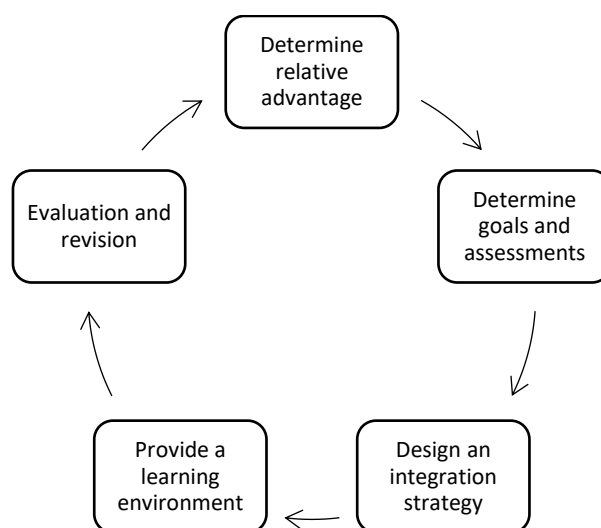 Determine
relative
advantage
Determine
goals and
assessments
Design an
integration
strategy
Provide a
learning
environment
Evaluation and
revision